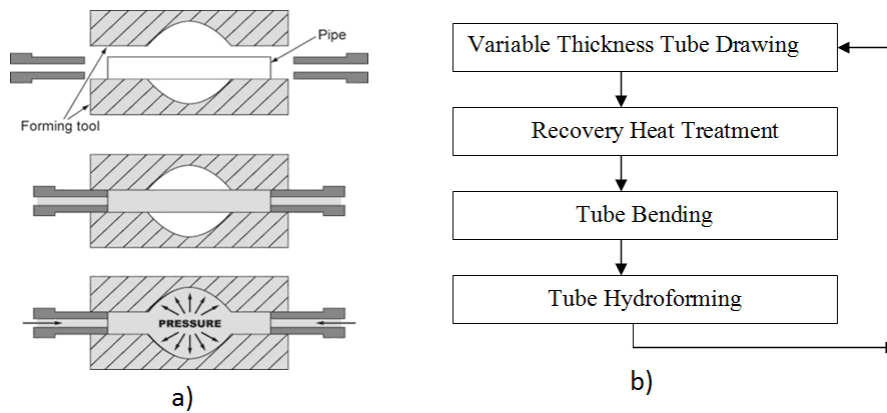 Pipe
Forming tool
PRESSURE
a)
Variable Thickness Tube Drawing
Recovery Heat Treatment
Tube Bending
Tube Hydroforming
b)